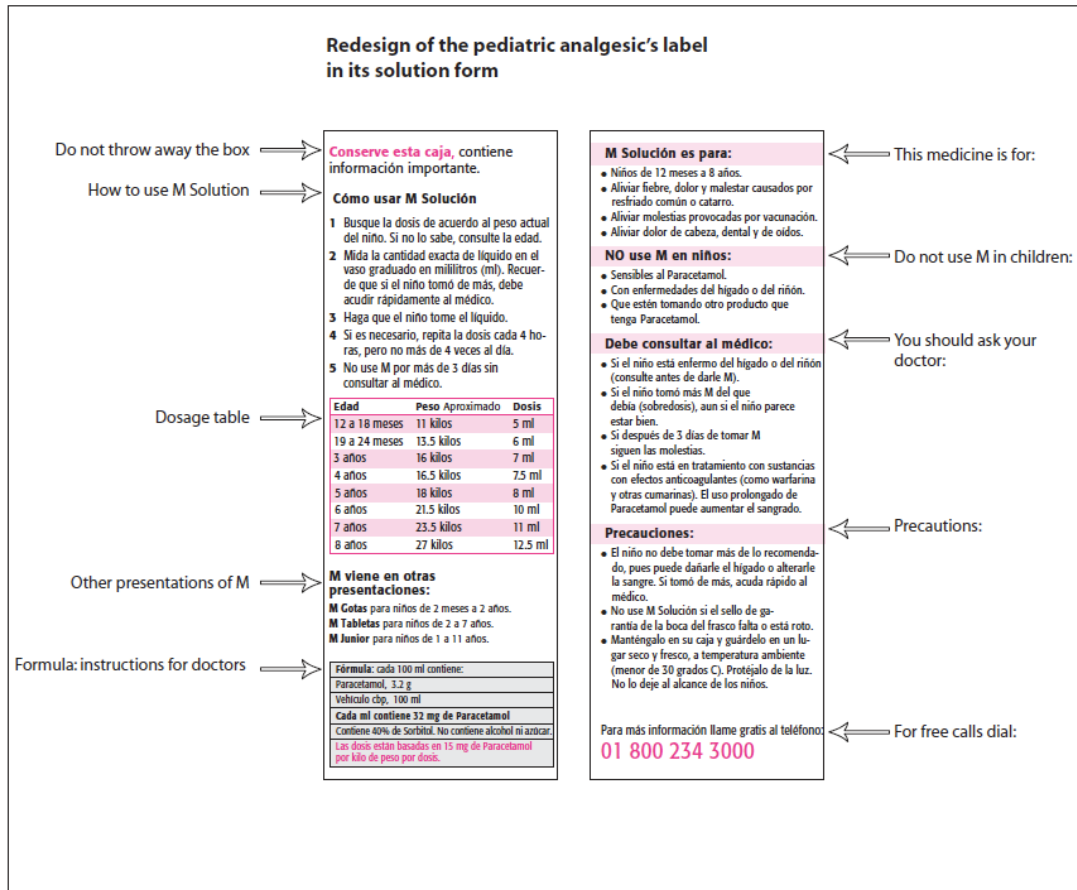 Redesign of the pediatric analgesic's label
in its solution form
Do not throw away the box
How to use M Solution
Dosage table
Other presentations of M
Formula: instructions for doctors
Conserve esta caja, contiene
información importante.
Cómo usar M Solución
1 Busque la dosis de acuerdo al peso actual
del niño. Si no lo sabe, consulte la edad.
2 Mida la cantidad exacta de líquido en el
vaso graduado en mililitros (ml). Recuer-
de que si el niño tomó de más, debe
acudir rápidamente al médico.
3 Haga que el niño tome el líquido.
4 Si es necesario, repita la dosis cada 4 ho-
ras, pero no más de 4 veces al día.
5 No use M por más de 3 días sin
consultar al médico.
Edad Peso Aproximado Dosis
12 a 18 meses 11 kilos 5 ml
19 a 24 meses 13.5 kilos 6 ml
3 años 16 kilos 7 ml
4 años 16.5 kilos 7.5 ml
5 años 18 kilos 8 ml
6 años 21.5 kilos 10 ml
7 años 23.5 kilos 11 ml
8 años 27 kilos 12.5 ml
M viene en otras
presentaciones:
M Gotas para niños de 2 meses a 2 años.
M Tabletas para niños de 2 a 7 años.
M Junior para niños de 1 a 11 años.
Fórmula: cada 100 ml contiene:
Paracetamol, 3.2 g
Vehículo cbp, 100 ml
Cada ml contiene 32 mg de Paracetamol
Contiene 40% de Sorbitol. No contiene alcohol ni azúcar.
Las dosis están basadas en 15 mg de Paracetamol
por kilo de peso por dosis.
M Solución es para:
• Niños de 12 meses a 8 años.
• Aliviar fiebre, dolor y malestar causados por
resfriado común o catarro.
• Aliviar molestias provocadas por vacunación.
• Aliviar dolor de cabeza, dental y de oídos.
NO use M en niños:
• Sensibles al Paracetamol.
• Con enfermedades del hígado o del riñón.
• Que estén tomando otro producto que
tenga Paracetamol.
Debe consultar al médico:
• Si el niño está enfermo del hígado o del riñón
(consulte antes de darle M).
• Si el niño tomó más M del que
debía (sobredosis), aun si el niño parece
estar bien.
• Si después de 3 días de tomar M
siguen las molestias.
• Si el niño está en tratamiento con sustancias
con efectos anticoagulantes (como warfarina
y otras cumarinas). El uso prolongado de
Paracetamol puede aumentar el sangrado.
Precauciones:
• El niño no debe tomar más de lo recomenda-
do, pues puede dañarle el hígado o alterarle
la sangre. Si tomó de más, acuda rápido al
médico.
• No use M Solución si el sello de ga-
rantía de la boca del frasco falta o está roto.
• Manténgalo en su caja y guárdelo en un lu-
gar seco y fresco, a temperatura ambiente
(menor de 30 grados C). Protéjalo de la luz.
No lo deje al alcance de los niños.
Para más información llame gratis al teléfono:
01 800 234 3000
This medicine is for:
Do not use M in children:
You should ask your
doctor:
Precautions:
For free calls dial: